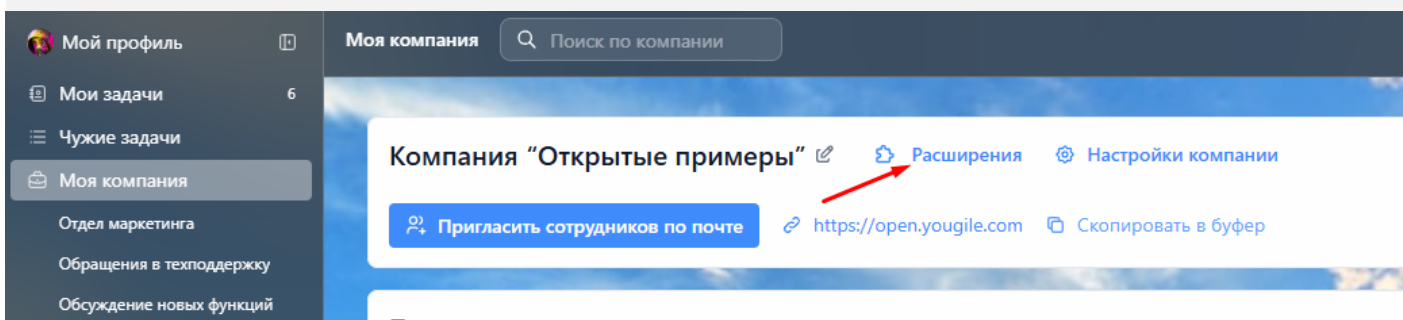 Мой профиль
Моя компания
Поиск по компании
Мои задачи 6
Чужие задачи
Моя компания
Отдел маркетинга
Обращения в техподдержку
Обсуждение новых функций
Компания “Открытые примеры”
Расширения
Настройки компании
Пригласить сотрудников по почте
https://open.yougile.com
Скопировать в буфер